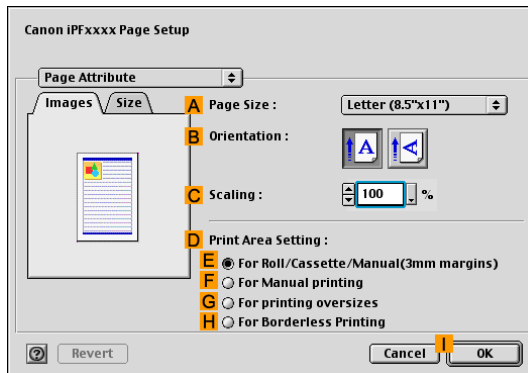 Canon iPFxxxx Page Setup
Page Attribute
Images Size
A Page Size : Letter (8.5"x11")
B Orientation : A A
C Scaling : 100 %
D Print Area Setting :
E For Roll/Cassette/Manual(3mm margins)
F For Manual printing
G For printing oversizes
H For Borderless Printing
? Revert Cancel I OK